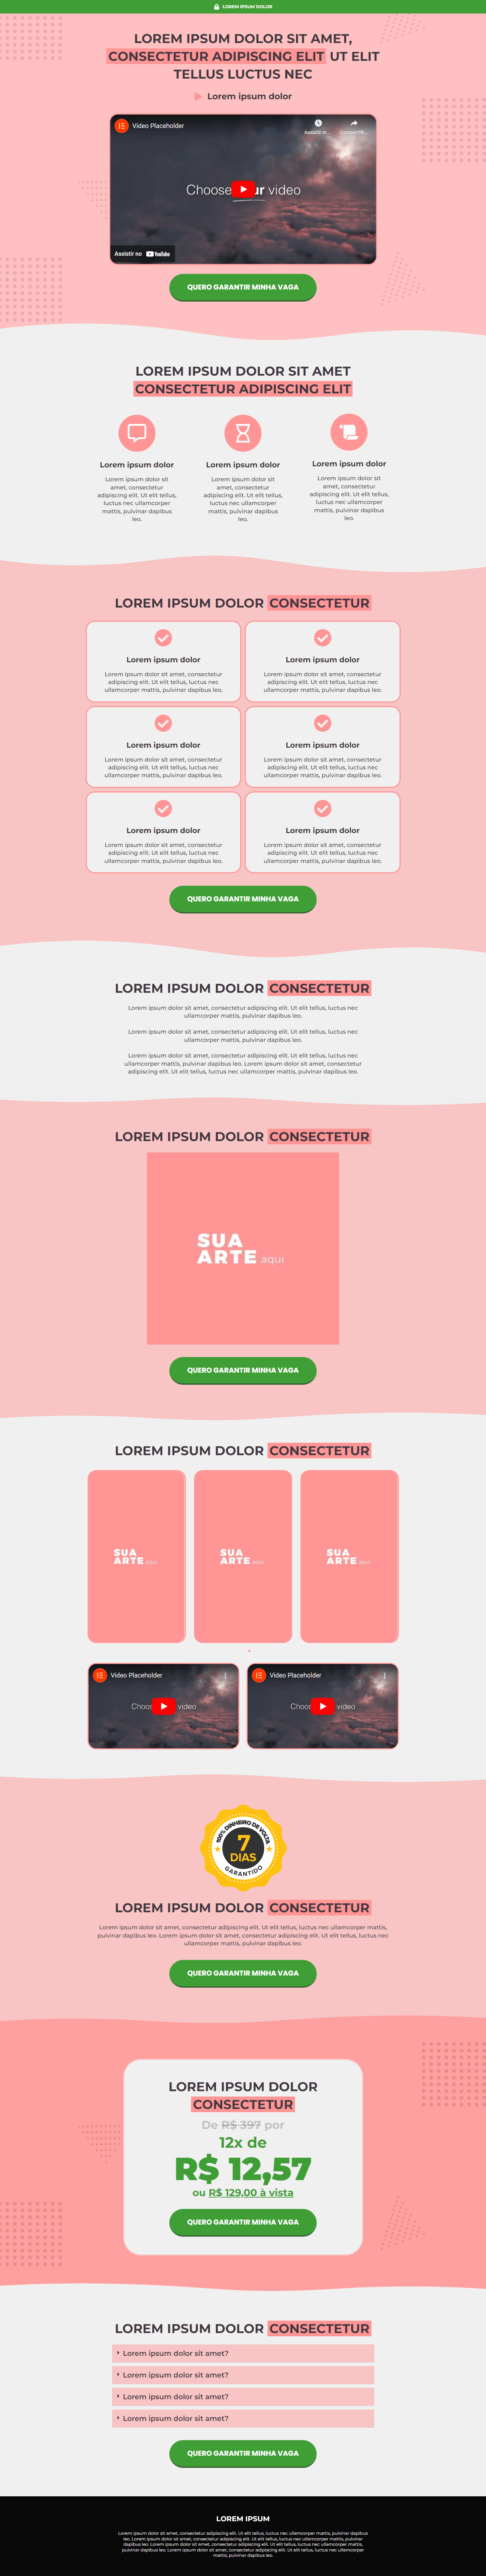 LOREM IPSUM DOLOR
LOREM IPSUM DOLOR SIT AMET,
CONSECTETUR ADIPISCING ELIT UT ELIT
TELLUS LUCTUS NEC
Lorem ipsum dolor
Video Placeholder
Assistir m...
Compartilh...
Choose your video
Assistir no YouTube
QUERO GARANTIR MINHA VAGA
LOREM IPSUM DOLOR SIT AMET
CONSECTETUR ADIPISCING ELIT
Lorem ipsum dolor
Lorem ipsum dolor sit
amet, consectetur
adipiscing elit. Ut elit tellus,
luctus nec ullamcorper
mattis, pulvinar dapibus
leo.
Lorem ipsum dolor
Lorem ipsum dolor sit
amet, consectetur
adipiscing elit. Ut elit tellus,
luctus nec ullamcorper
mattis, pulvinar dapibus
leo.
Lorem ipsum dolor
Lorem ipsum dolor sit
amet, consectetur
adipiscing elit. Ut elit tellus,
luctus nec ullamcorper
mattis, pulvinar dapibus
leo.
LOREM IPSUM DOLOR CONSECTETUR
Lorem ipsum dolor
Lorem ipsum dolor sit amet, consectetur
adipiscing elit. Ut elit tellus, luctus nec
ullamcorper mattis, pulvinar dapibus leo.
Lorem ipsum dolor
Lorem ipsum dolor sit amet, consectetur
adipiscing elit. Ut elit tellus, luctus nec
ullamcorper mattis, pulvinar dapibus leo.
Lorem ipsum dolor
Lorem ipsum dolor sit amet, consectetur
adipiscing elit. Ut elit tellus, luctus nec
ullamcorper mattis, pulvinar dapibus leo.
Lorem ipsum dolor
Lorem ipsum dolor sit amet, consectetur
adipiscing elit. Ut elit tellus, luctus nec
ullamcorper mattis, pulvinar dapibus leo.
Lorem ipsum dolor
Lorem ipsum dolor sit amet, consectetur
adipiscing elit. Ut elit tellus, luctus nec
ullamcorper mattis, pulvinar dapibus leo.
Lorem ipsum dolor
Lorem ipsum dolor sit amet, consectetur
adipiscing elit. Ut elit tellus, luctus nec
ullamcorper mattis, pulvinar dapibus leo.
QUERO GARANTIR MINHA VAGA
LOREM IPSUM DOLOR CONSECTETUR
Lorem ipsum dolor sit amet, consectetur adipiscing elit. Ut elit tellus, luctus nec
ullamcorper mattis, pulvinar dapibus leo.
Lorem ipsum dolor sit amet, consectetur adipiscing elit. Ut elit tellus, luctus nec
ullamcorper mattis, pulvinar dapibus leo.
Lorem ipsum dolor sit amet, consectetur adipiscing elit. Ut elit tellus, luctus nec
ullamcorper mattis, pulvinar dapibus leo. Lorem ipsum dolor sit amet, consectetur
adipiscing elit. Ut elit tellus, luctus nec ullamcorper mattis, pulvinar dapibus leo.
LOREM IPSUM DOLOR CONSECTETUR
SUA
ARTE.aqui
QUERO GARANTIR MINHA VAGA
LOREM IPSUM DOLOR CONSECTETUR
SUA
ARTE.aqui
SUA
ARTE.aqui
SUA
ARTE.aqui
Video Placeholder
video
Video Placeholder
video
100% DINHEIRO DE VOLTA
7
DIAS
GARANTIDO
LOREM IPSUM DOLOR CONSECTETUR
Lorem ipsum dolor sit amet, consectetur adipiscing elit. Ut elit tellus, luctus nec ullamcorper mattis,
pulvinar dapibus leo. Lorem ipsum dolor sit amet, consectetur adipiscing elit. Ut elit tellus, luctus nec
ullamcorper mattis, pulvinar dapibus leo.
QUERO GARANTIR MINHA VAGA
LOREM IPSUM DOLOR
CONSECTETUR
De R$ 397 por
12x de
R$ 12,57
ou R$ 129,00 à vista
QUERO GARANTIR MINHA VAGA
LOREM IPSUM DOLOR CONSECTETUR
Lorem ipsum dolor sit amet?
Lorem ipsum dolor sit amet?
Lorem ipsum dolor sit amet?
Lorem ipsum dolor sit amet?
QUERO GARANTIR MINHA VAGA
LOREM IPSUM
Lorem ipsum dolor sit amet, consectetur adipiscing elit. Ut elit tellus, luctus nec ullamcorper mattis, pulvinar dapibus
leo. Lorem ipsum dolor sit amet, consectetur adipiscing elit. Ut elit tellus, luctus nec ullamcorper mattis, pulvinar
dapibus leo. Lorem ipsum dolor sit amet, consectetur adipiscing elit. Ut elit tellus, luctus nec ullamcorper mattis,
pulvinar dapibus leo. Lorem ipsum dolor sit amet, consectetur adipiscing elit. Ut elit tellus, luctus nec ullamcorper
mattis, pulvinar dapibus leo.